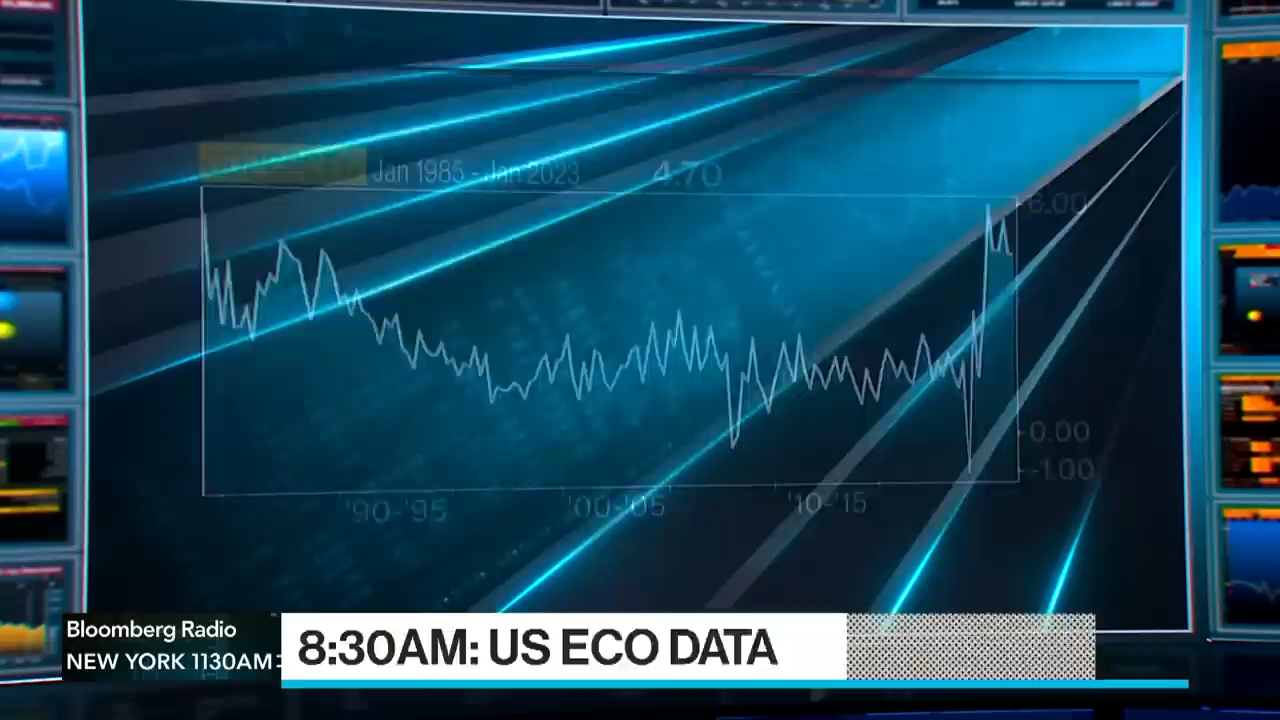 Jan 1985 - Jan 2023
4.70
6.00
0.00
-1.00
'90-'95
'00-'05
'10-'15
Bloomberg Radio
NEW YORK 1130AM
8:30AM: US ECO DATA